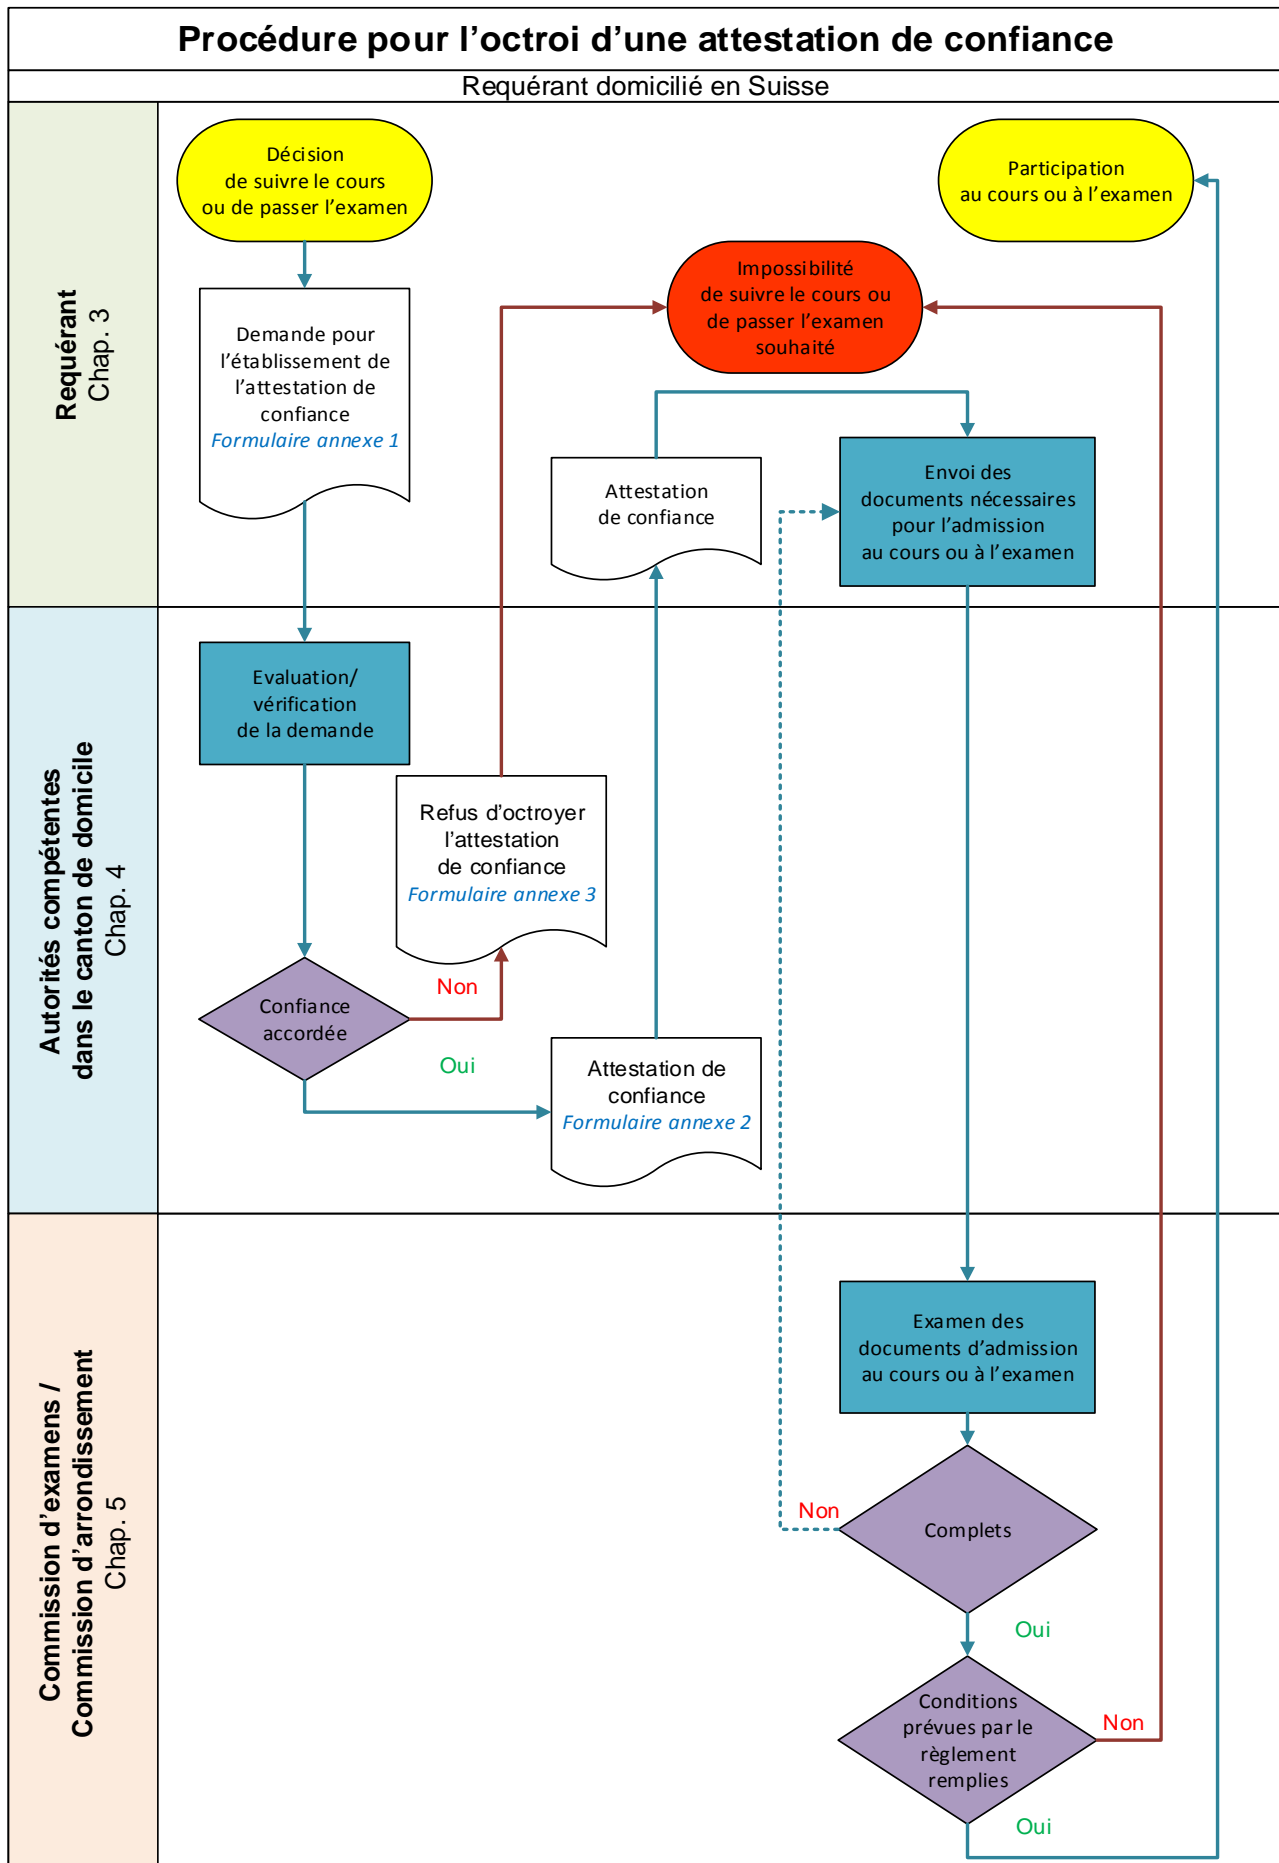 Procédure pour l’octroi d’une attestation de confiance
Requérant domicilié en Suisse
Requérant
Chap. 3
Décision
de suivre le cours
ou de passer l’examen
Participation
au cours ou à l’examen
Impossibilité
de suivre le cours ou
de passer l’examen
souhaité
Demande pour
l’établissement de
l’attestation de
confiance
Formulaire annexe 1
Attestation
de confiance
Envoi des
documents nécessaires
pour l’admission
au cours ou à l’examen
Autorités compétentes
dans le canton de domicile
Chap. 4
Evaluation/
vérification
de la demande
Refus d’octroyer
l’attestation
de confiance
Formulaire annexe 3
Non
Confiance
accordée
Oui
Attestation de
confiance
Formulaire annexe 2
Commission d’examens /
Commission d’arrondissement
Chap. 5
Examen des
documents d’admission
au cours ou à l’examen
Non
Complets
Oui
Conditions
prévues par le
règlement
remplies
Non
Oui